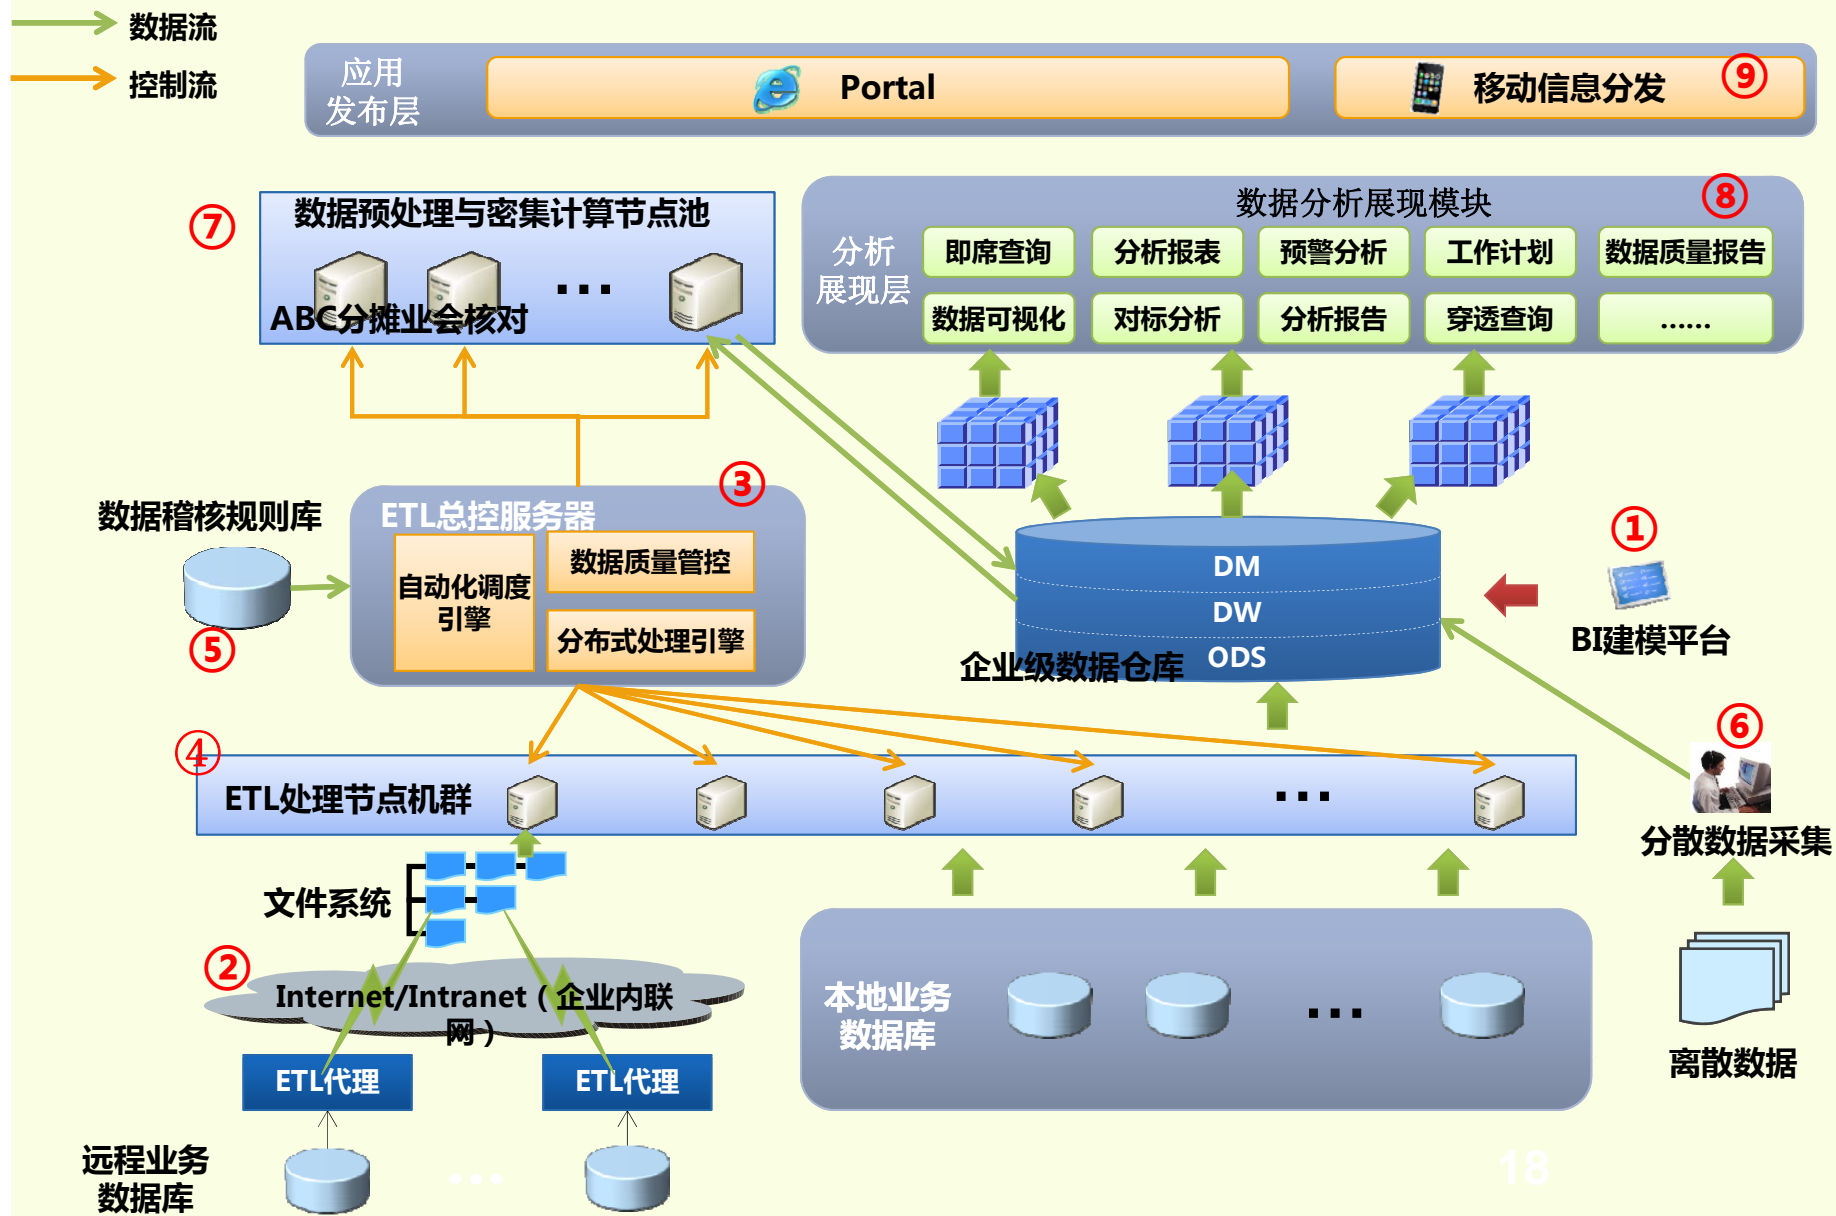 数据流
控制流
应用
发布层
Portal
移动信息分发
⑨
⑦
数据预处理与密集计算节点池
...
ABC分摊业会核对
⑧
数据分析展现模块
分析
展现层
即席查询
分析报表
预警分析
工作计划
数据质量报告
数据可视化
对标分析
分析报告
穿透查询
……
③
ETL总控服务器
自动化调度
引擎
数据质量管控
分布式处理引擎
数据稽核规则库
⑤
DM
DW
ODS
企业级数据仓库
①
BI建模平台
④
ETL处理节点机群
...
⑥
分散数据采集
文件系统
②
Internet/Intranet（企业内联
网）
ETL代理
ETL代理
远程业务
数据库
...
本地业务
数据库
...
离散数据
18